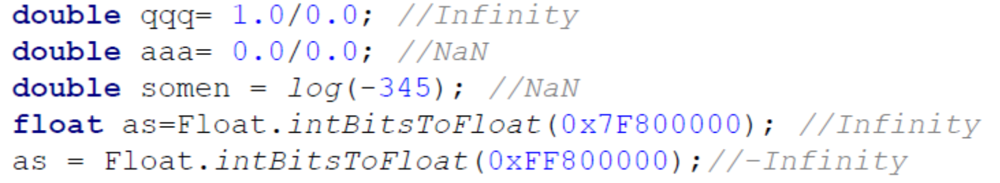 double qqq= 1.0/0.0; //Infinity
double aaa= 0.0/0.0; //NaN
double somen = log(-345); //NaN
float as=Float.intBitsToFloat(0x7F800000); //Infinity
as = Float.intBitsToFloat(0xFF800000);//-Infinity